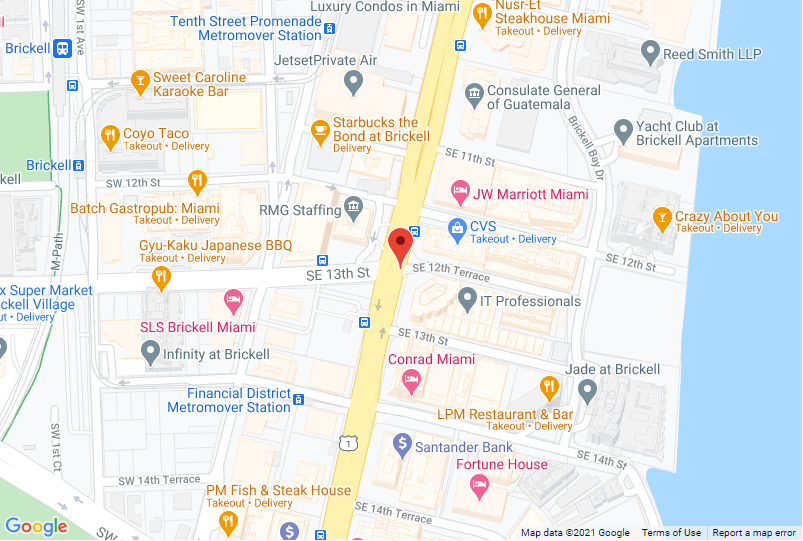 Luxury Condos in Miami
Nusr-Et
Steakhouse Miami
Takeout • Delivery
Tenth Street Promenade
Metromover Station
SW 1st Ave
Brickell
Reed Smith LLP
JetsetPrivate Air
Sweet Caroline
Karaoke Bar
Consulate General
of Guatemala
Brickell Bay Dr
Starbucks the
Bond at Brickell
Delivery
Coyo Taco
Takeout • Delivery
Yacht Club at
Brickell Apartments
SE 11th St
Brickell
ckell
SW 12th St
JW Marriott Miami
Batch Gastropub: Miami
Takeout • Delivery
RMG Staffing
Crazy About You
Takeout • Delivery
CVS
Takeout • Delivery
M-Path
Gyu-Kaku Japanese BBQ
Takeout • Delivery
SE 12th St
SE 13th St
SE 12th Terrace
x Super Market
ickell Village
out • Delivery
IT Professionals
SLS Brickell Miami
SE 13th St
Infinity at Brickell
Conrad Miami
Jade at Brickell
Financial District
Metromover Station
LPM Restaurant & Bar
Takeout • Delivery
SW 1st Ct
1
Santander Bank
Fortune House
SE 14th St
SW 14th Terrace
PM Fish & Steak House
Takeout • Delivery
SE 14th Terrace
SW
Google
Map data ©2021 Google
Terms of Use
Report a map error